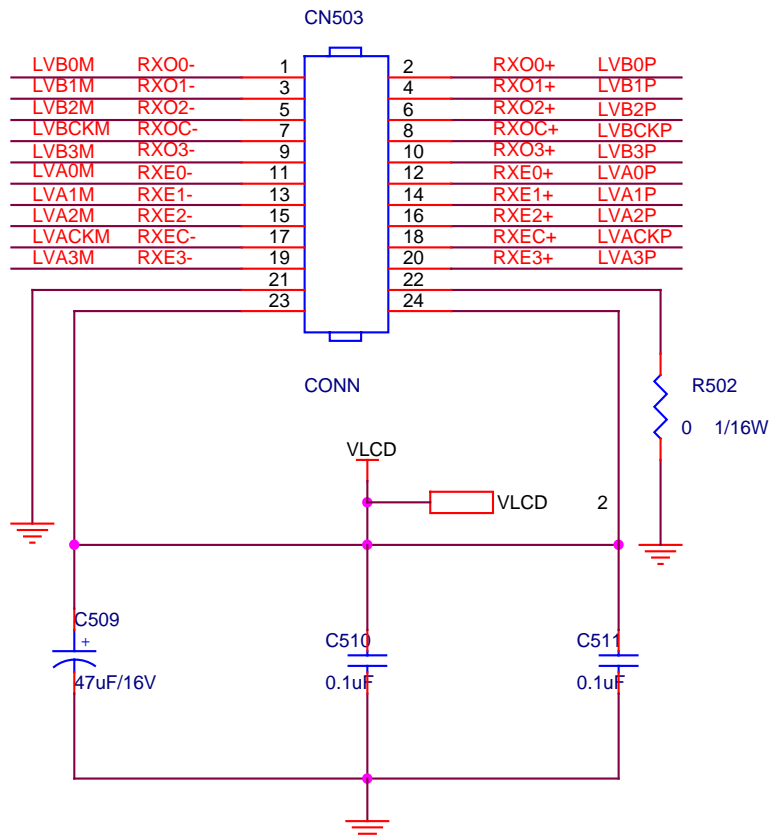 CN503
LVB0M RXO0- 1 2 RXO0+ LVB0P
LVB1M RXO1- 3 4 RXO1+ LVB1P
LVB2M RXO2- 5 6 RXO2+ LVB2P
LVBCKM RXOC- 7 8 RXOC+ LVBCKP
LVB3M RXO3- 9 10 RXO3+ LVB3P
LVA0M RXE0- 11 12 RXE0+ LVA0P
LVA1M RXE1- 13 14 RXE1+ LVA1P
LVA2M RXE2- 15 16 RXE2+ LVA2P
LVACKM RXEC- 17 18 RXEC+ LVACKP
LVA3M RXE3- 19 20 RXE3+ LVA3P
21 22
23 24
CONN
R502
0 1/16W
VLCD
VLCD 2
C509
+
47uF/16V
C510
0.1uF
C511
0.1uF